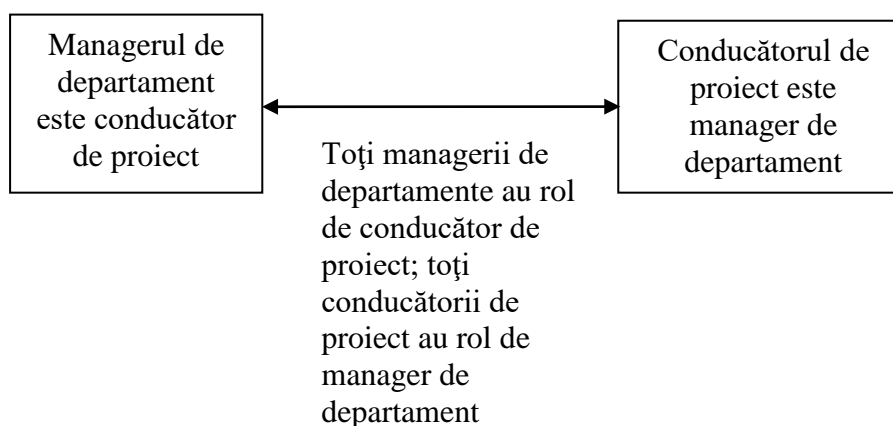 Managerul de
departament
este conducător
de proiect
Conducătorul de
proiect este
manager de
departament
Toţi managerii de
departamente au rol
de conducător de
proiect; toţi
conducătorii de
proiect au rol de
manager de
departament